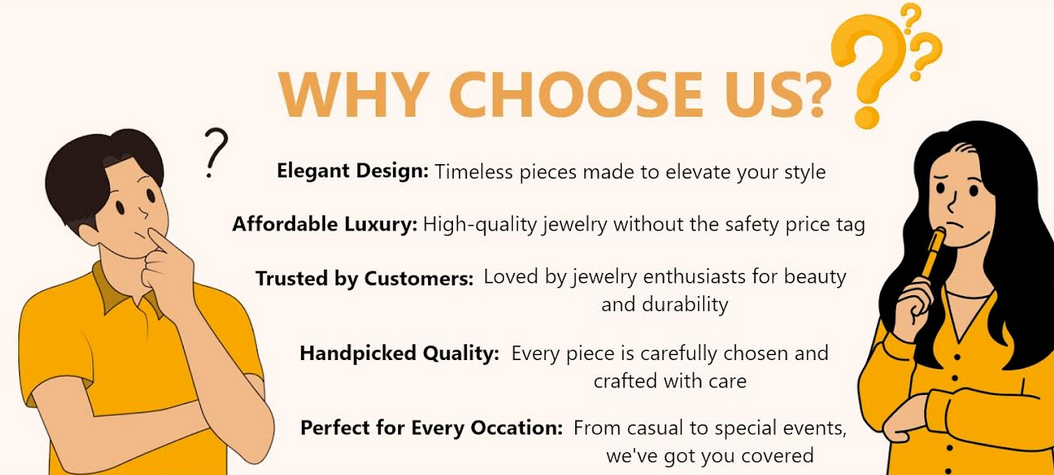 WHY CHOOSE US?
Elegant Design: Timeless pieces made to elevate your style
Affordable Luxury: High-quality jewelry without the safety price tag
Trusted by Customers: Loved by jewelry enthusiasts for beauty
and durability
Handpicked Quality: Every piece is carefully chosen and
crafted with care
Perfect for Every Occation: From casual to special events,
we've got you covered